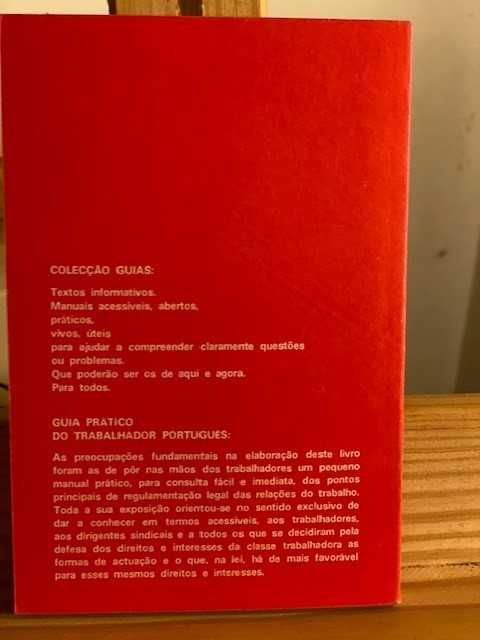 COLECÇÃO GUIAS:
Textos informativos.
Manuais acessíveis, abertos,
práticos,
vivos, úteis
para ajudar a compreender claramente questões
ou problemas.
Que poderão ser os de aqui e agora.
Para todos.
GUIA PRÁTICO
DO TRABALHADOR PORTUGUÊS:
As preocupações fundamentais na elaboração deste livro
foram as de pôr nas mãos dos trabalhadores um pequeno
manual prático, para consulta fácil e imediata, dos pontos
principais de regulamentação legal das relações do trabalho.
Toda a sua exposição orientou-se no sentido exclusivo de
dar a conhecer em termos acessíveis, aos trabalhadores,
aos dirigentes sindicais e a todos os que se decidiram pela
defesa dos direitos e interesses da classe trabalhadora as
formas de actuação e o que, na lei, há de mais favorável
para esses mesmos direitos e interesses.